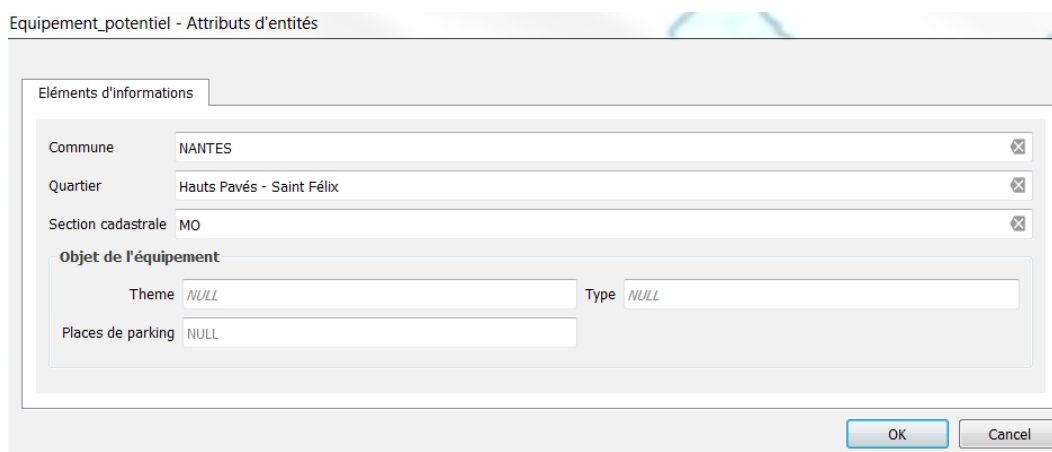 Equipement_potentiel - Attributs d'entités
Eléments d'informations
Commune NANTES
Quartier Hauts Pavés - Saint Félix
Section cadastrale MO
Objet de l'équipement
Theme NULL Type NULL
Places de parking NULL
OK Cancel